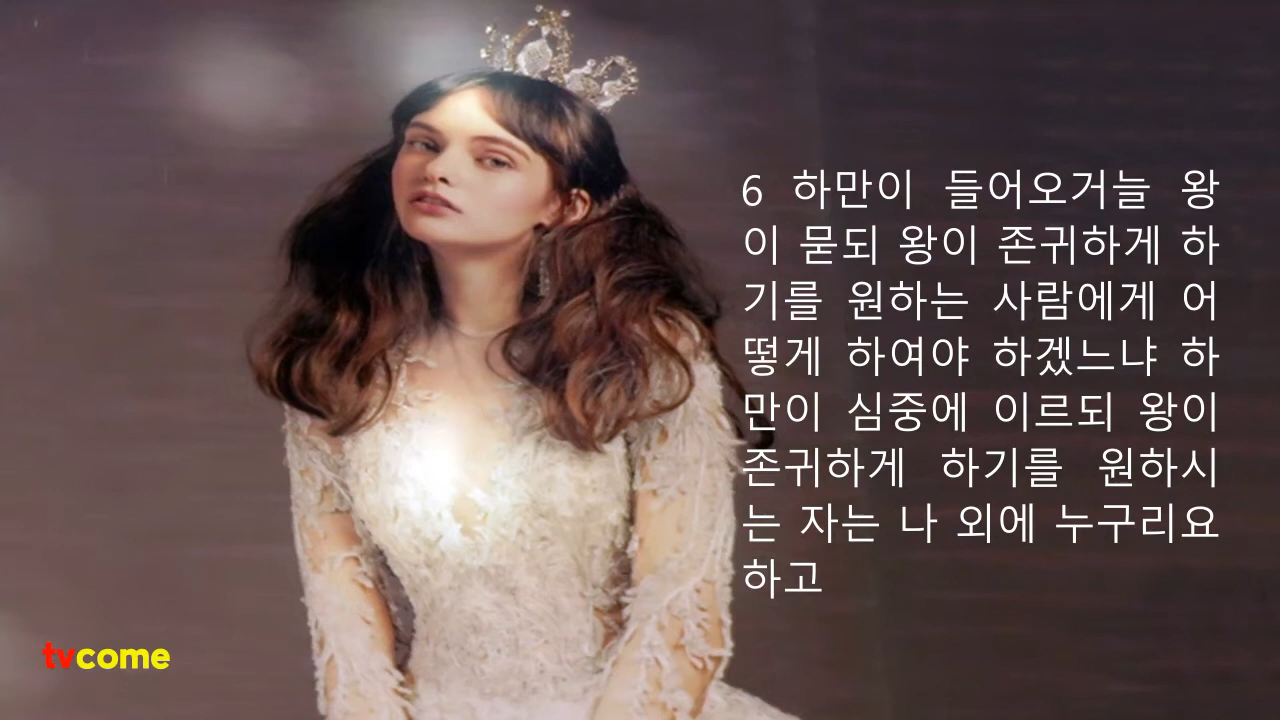 6 하만이 들어오거늘 왕
이 묻되 왕이 존귀하게 하
기를 원하는 사람에게 어
떻게 하여야 하겠느냐 하
만이 심중에 이르되 왕이
존귀하게 하기를 원하시
는 자는 나 외에 누구리요
하고
tvcome